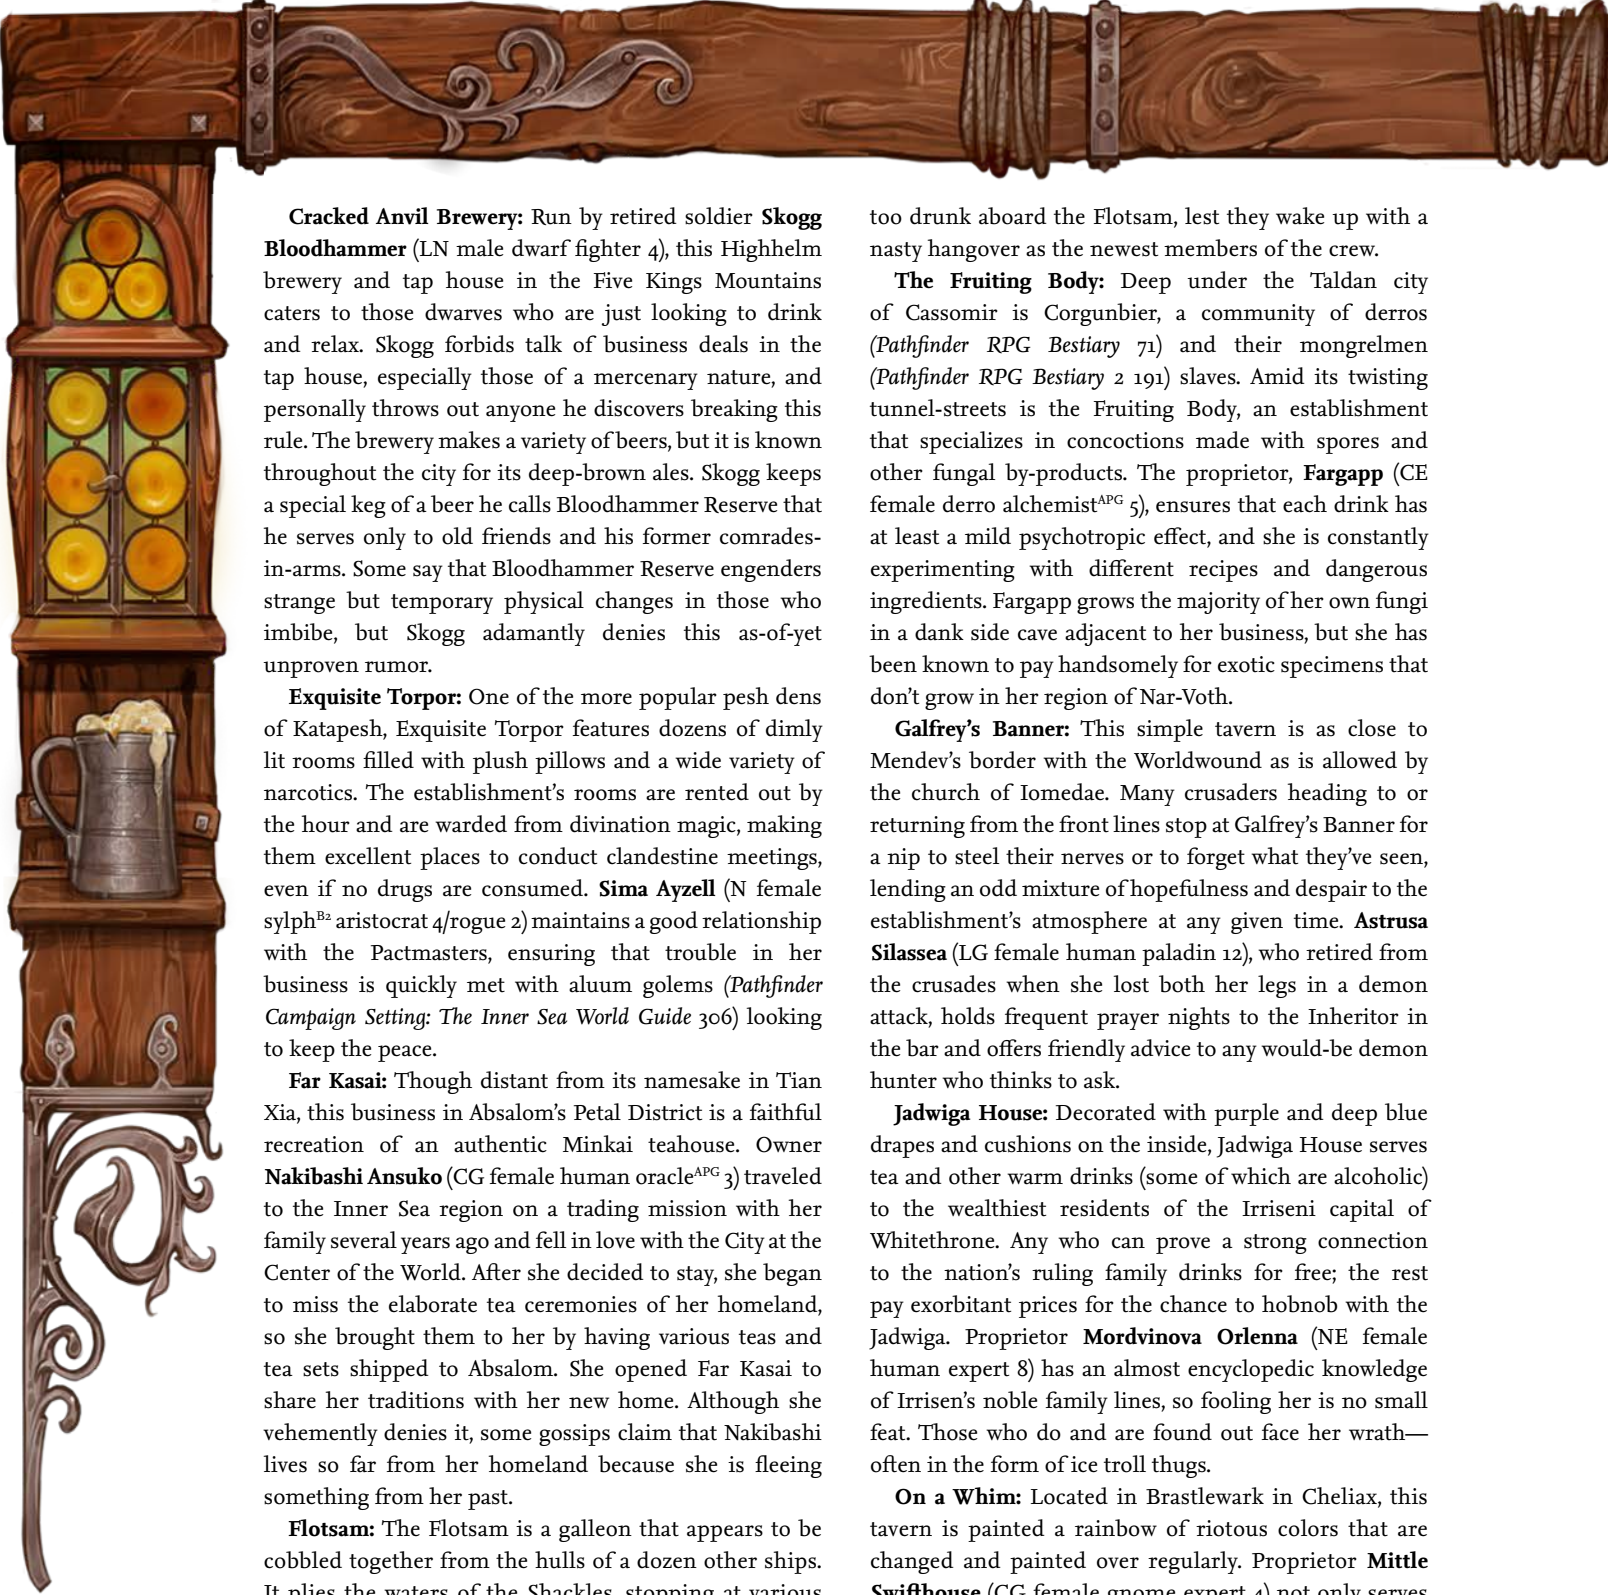 Cracked Anvil Brewery: Run by retired soldier Skogg
Bloodhammer (LN male dwarf fighter 4), this Highhelm
brewery and tap house in the Five Kings Mountains
caters to those dwarves who are just looking to drink
and relax. Skogg forbids talk of business deals in the
tap house, especially those of a mercenary nature, and
personally throws out anyone he discovers breaking this
rule. The brewery makes a variety of beers, but it is known
throughout the city for its deep-brown ales. Skogg keeps
a special keg of a beer he calls Bloodhammer Reserve that
he serves only to old friends and his former comrades-
in-arms. Some say that Bloodhammer Reserve engenders
strange but temporary physical changes in those who
imbibe, but Skogg adamantly denies this as-of-yet
unproven rumor.
Exquisite Torpor: One of the more popular pesh dens
of Katapesh, Exquisite Torpor features dozens of dimly
lit rooms filled with plush pillows and a wide variety of
narcotics. The establishment's rooms are rented out by
the hour and are warded from divination magic, making
them excellent places to conduct clandestine meetings,
even if no drugs are consumed. Sima Ayzell (N female
sylphB2 aristocrat 4/rogue 2) maintains a good relationship
with the Pactmasters, ensuring that trouble in her
business is quickly met with aluum golems (Pathfinder
Campaign Setting: The Inner Sea World Guide 306) looking
to keep the peace.
Far Kasai: Though distant from its namesake in Tian
Xia, this business in Absalom's Petal District is a faithful
recreation of an authentic Minkai teahouse. Owner
Nakibashi Ansuko (CG female human oracleAPG 3) traveled
to the Inner Sea region on a trading mission with her
family several years ago and fell in love with the City at the
Center of the World. After she decided to stay, she began
to miss the elaborate tea ceremonies of her homeland,
so she brought them to her by having various teas and
tea sets shipped to Absalom. She opened Far Kasai to
share her traditions with her new home. Although she
vehemently denies it, some gossips claim that Nakibashi
lives so far from her homeland because she is fleeing
something from her past.
Flotsam: The Flotsam is a galleon that appears to be
cobbled together from the hulls of a dozen other ships.
It plies the waters of the Shackles, stopping at various
too drunk aboard the Flotsam, lest they wake up with a
nasty hangover as the newest members of the crew.
The Fruiting Body: Deep under the Taldan city
of Cassomir is Corgunbier, a community of derros
(Pathfinder RPG Bestiary 71) and their mongrelmen
(Pathfinder RPG Bestiary 2 191) slaves. Amid its twisting
tunnel-streets is the Fruiting Body, an establishment
that specializes in concoctions made with spores and
other fungal by-products. The proprietor, Fargapp (CE
female derro alchemistAPG 5), ensures that each drink has
at least a mild psychotropic effect, and she is constantly
experimenting with different recipes and dangerous
ingredients. Fargapp grows the majority of her own fungi
in a dank side cave adjacent to her business, but she has
been known to pay handsomely for exotic specimens that
don't grow in her region of Nar-Voth.
Galfrey's Banner: This simple tavern is as close to
Mendev's border with the Worldwound as is allowed by
the church of Iomedae. Many crusaders heading to or
returning from the front lines stop at Galfrey's Banner for
a nip to steel their nerves or to forget what they've seen,
lending an odd mixture of hopefulness and despair to the
establishment's atmosphere at any given time. Astrusa
Silassea (LG female human paladin 12), who retired from
the crusades when she lost both her legs in a demon
attack, holds frequent prayer nights to the Inheritor in
the bar and offers friendly advice to any would-be demon
hunter who thinks to ask.
Jadwiga House: Decorated with purple and deep blue
drapes and cushions on the inside, Jadwiga House serves
tea and other warm drinks (some of which are alcoholic)
to the wealthiest residents of the Irriseni capital of
Whitethrone. Any who can prove a strong connection
to the nation's ruling family drinks for free; the rest
pay exorbitant prices for the chance to hobnob with the
Jadwiga. Proprietor Mordvinova Orlenna (NE female
human expert 8) has an almost encyclopedic knowledge
of Irrisen's noble family lines, so fooling her is no small
feat. Those who do and are found out face her wrath—
often in the form of ice troll thugs.
On a Whim: Located in Brastlewark in Cheliax, this
tavern is painted a rainbow of riotous colors that are
changed and painted over regularly. Proprietor Mittle
Swifthouse (CG female gnome expert 4) not only serves